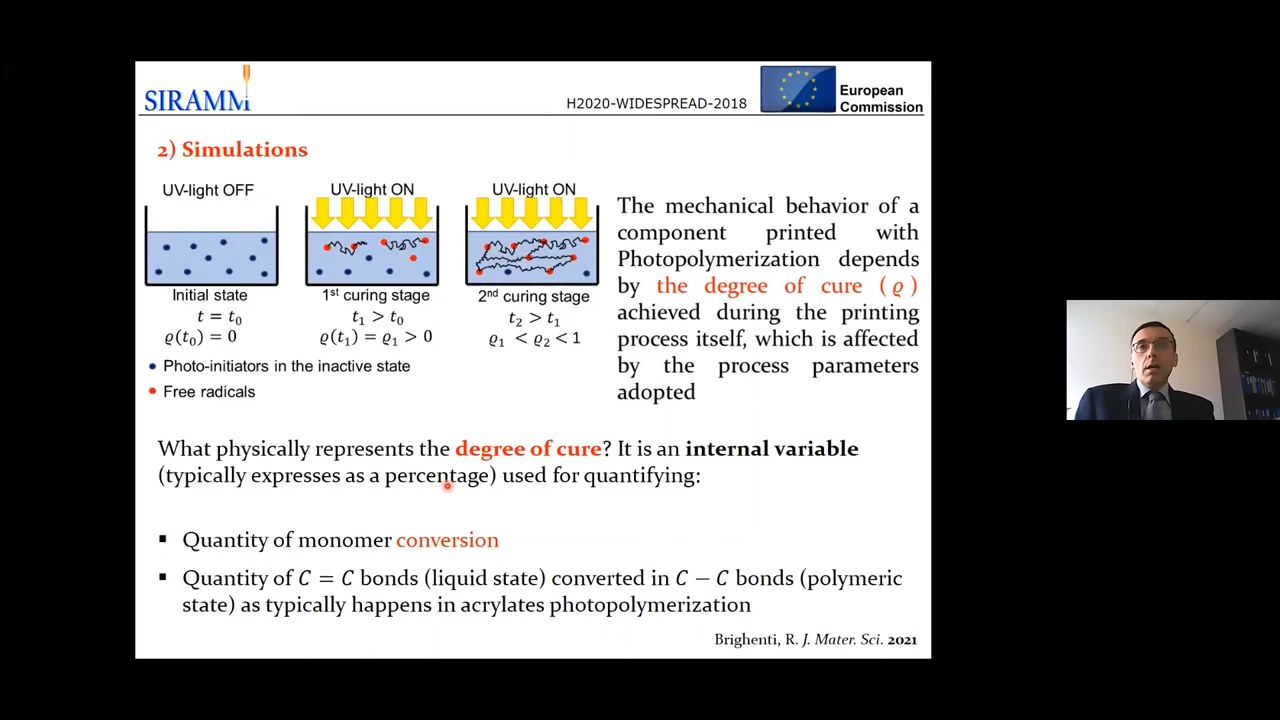 SIRAMM
H2020-WIDESPREAD-2018
European
Commission
2) Simulations
UV-light OFF
UV-light ON
UV-light ON
Initial state
t = t₀
ϱ(t₀) = 0
1st curing stage
t₁ > t₀
ϱ(t₁) = ϱ₁ > 0
2nd curing stage
t₂ > t₁
ϱ₁ < ϱ₂ < 1
Photo-initiators in the inactive state
Free radicals
The mechanical behavior of a
component printed with
Photopolymerization depends
by the degree of cure (ϱ)
achieved during the printing
process itself, which is affected
by the process parameters
adopted
What physically represents the degree of cure? It is an internal variable
(typically expresses as a percentage) used for quantifying:
▪ Quantity of monomer conversion
▪ Quantity of C = C bonds (liquid state) converted in C − C bonds (polymeric
state) as typically happens in acrylates photopolymerization
Brighenti, R. J. Mater. Sci. 2021